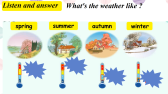 Listen and answer What's the weather like ?
spring summer autumn winter